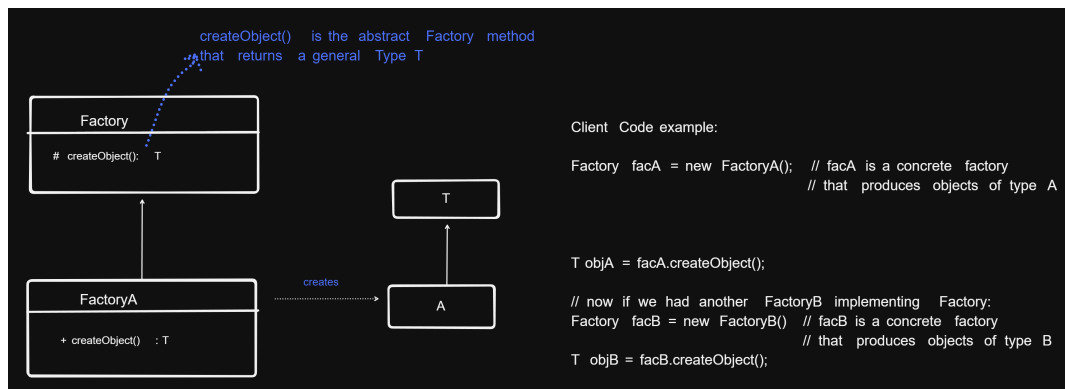 createObject() is the abstract Factory method
that returns a general Type T
Factory
# createObject(): T
FactoryA
+ createObject() : T
creates
T
A
Client Code example:
Factory facA = new FactoryA(); // facA is a concrete factory
// that produces objects of type A
T objA = facA.createObject();
// now if we had another FactoryB implementing Factory:
Factory facB = new FactoryB() // facB is a concrete factory
// that produces objects of type B
T objB = facB.createObject();